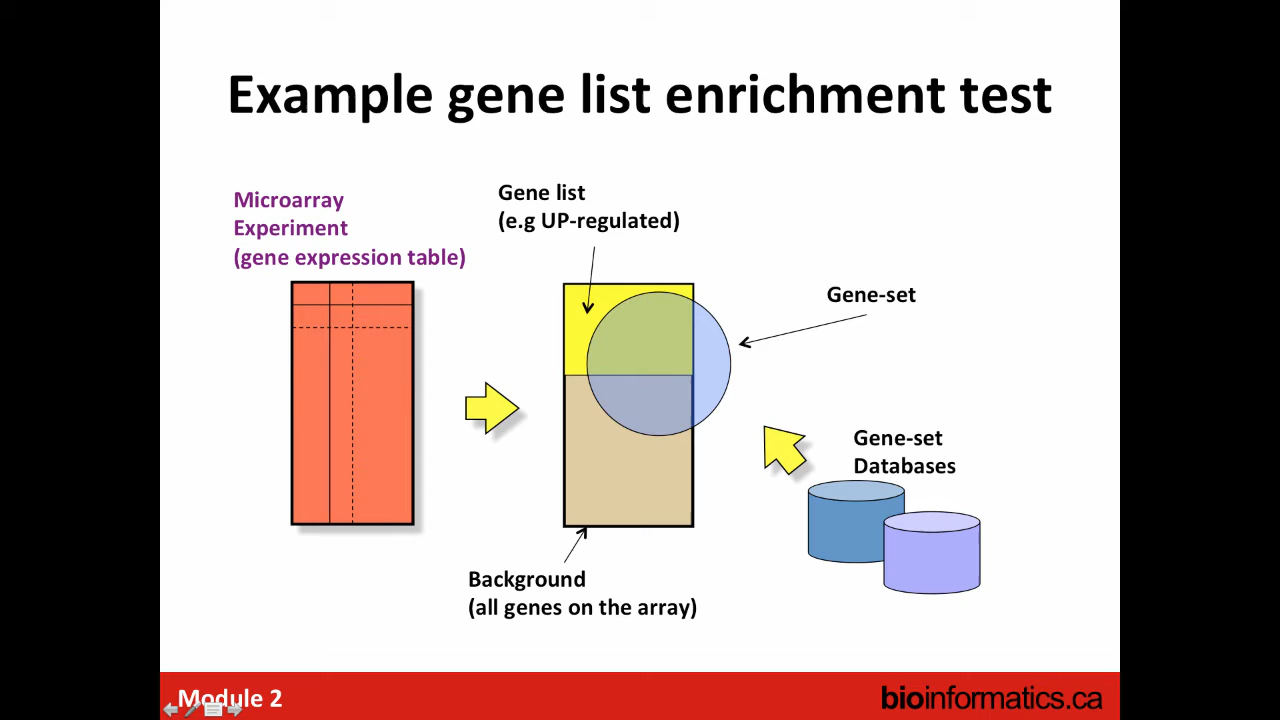 Example gene list enrichment test
Microarray
Experiment
(gene expression table)
Gene list
(e.g UP-regulated)
Gene-set
Gene-set
Databases
Background
(all genes on the array)
Module 2
bioinformatics.ca